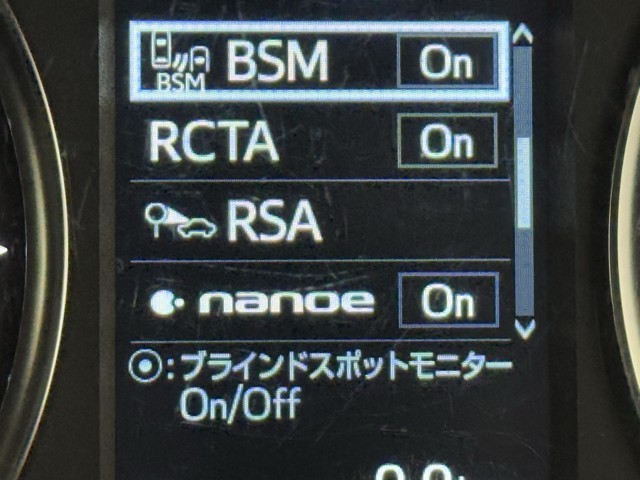 BSM BSM On
RCTA On
RSA
nanoe On
⦿:ブラインドスポットモニター
On/Off